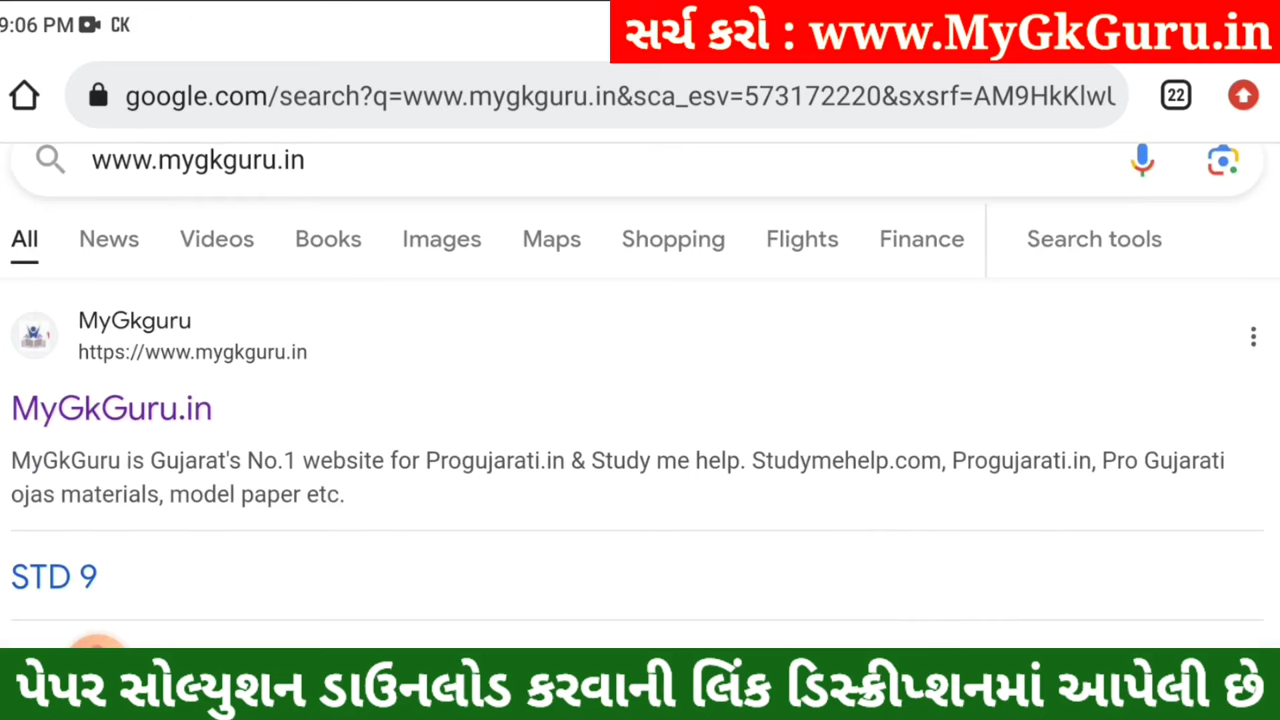 9:06 PM CK
સર્ચ કરો : www.MyGkGuru.in
google.com/search?q=www.mygkguru.in&sca_esv=573172220&sxsrf=AM9HkKlwU
22
www.mygkguru.in
All News Videos Books Images Maps Shopping Flights Finance Search tools
MyGkguru
https://www.mygkguru.in
MyGkGuru.in
MyGkGuru is Gujarat's No.1 website for Progujarati.in & Study me help. Studymehelp.com, Progujarati.in, Pro Gujarati
ojas materials, model paper etc.
STD 9
પેપર સોલ્યુશન ડાઉનલોડ કરવાની લિંક ડિસ્ક્રીપ્શનમાં આપેલી છે